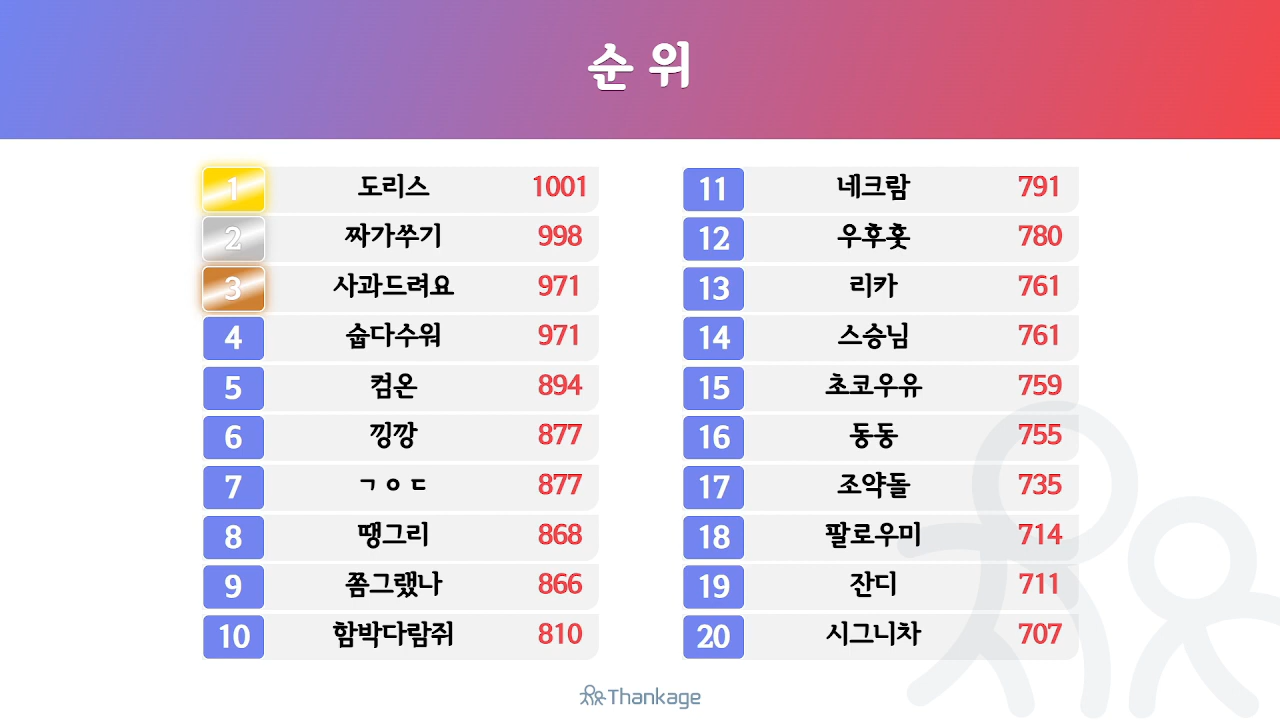 순 위
1 도리스 1001
2 짜가쑤기 998
3 사과드려요 971
4 숩다수워 971
5 컴온 894
6 낑깡 877
7 ㄱㅇㄷ 877
8 땡그리 868
9 쫌그랬나 866
10 함박다람쥐 810
11 네크람 791
12 우후훗 780
13 리카 761
14 스승님 761
15 초코우유 759
16 동동 755
17 조약돌 735
18 팔로우미 714
19 잔디 711
20 시그니차 707
Thankage